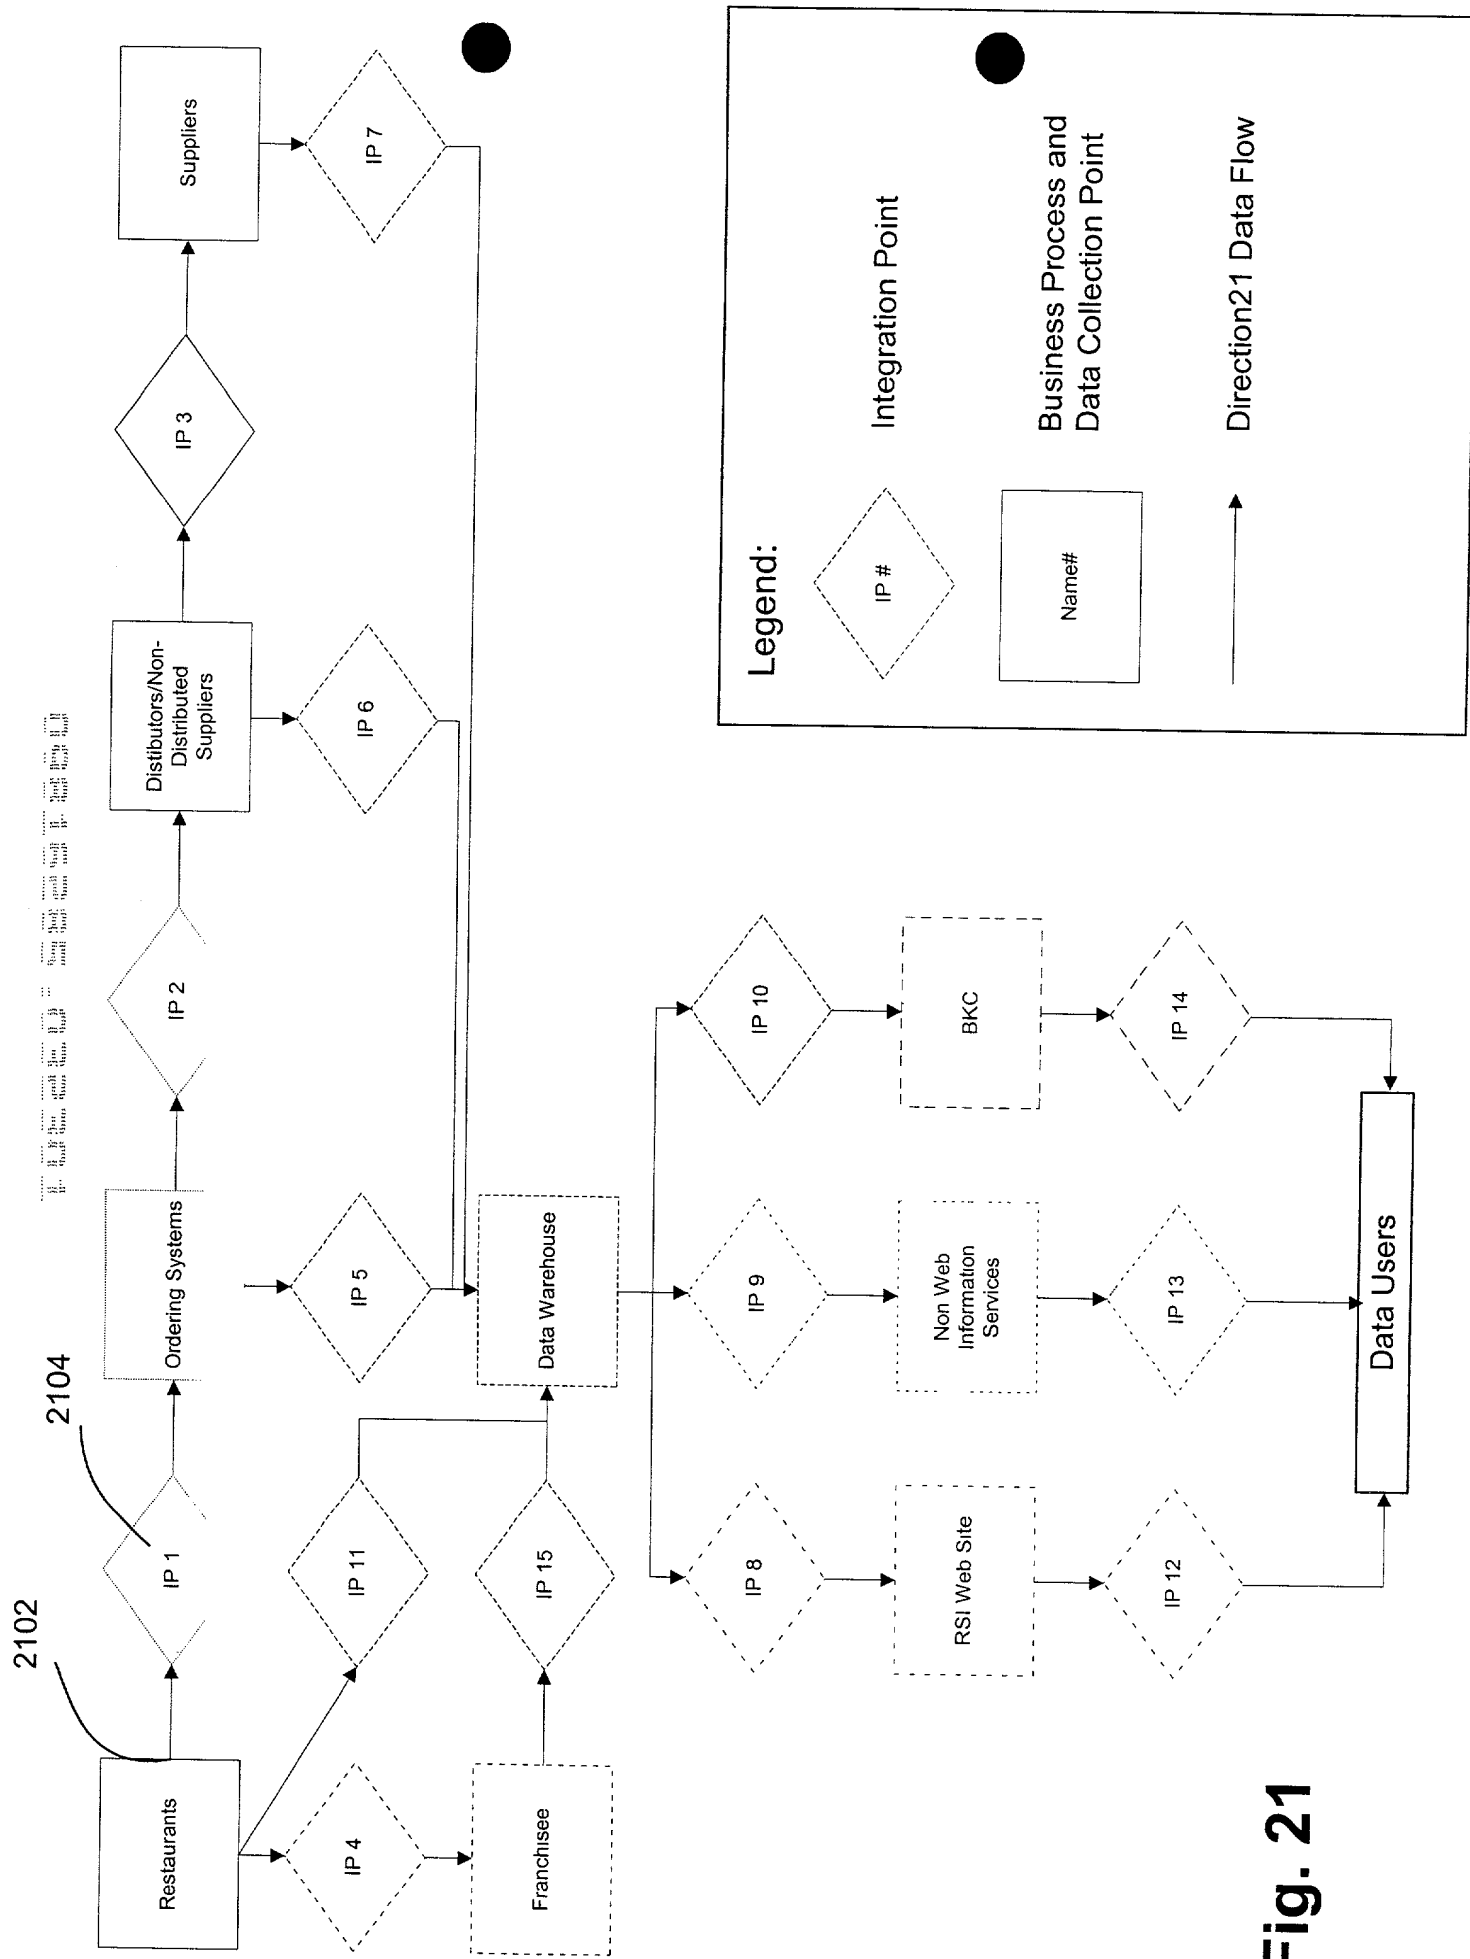 2102
2104
Restaurants
IP 1
Ordering Systems
IP 2
Distibutors/Non-
Distributed
Suppliers
IP 3
Suppliers
IP 4
IP 11
IP 5
IP 6
IP 7
Franchisee
IP 15
Data Warehouse
IP 8
IP 9
IP 10
RSI Web Site
Non Web
Information
Services
BKC
IP 12
IP 13
IP 14
Data Users
Legend:
IP #
Integration Point
Name#
Business Process and
Data Collection Point
Direction21 Data Flow
Fig. 21